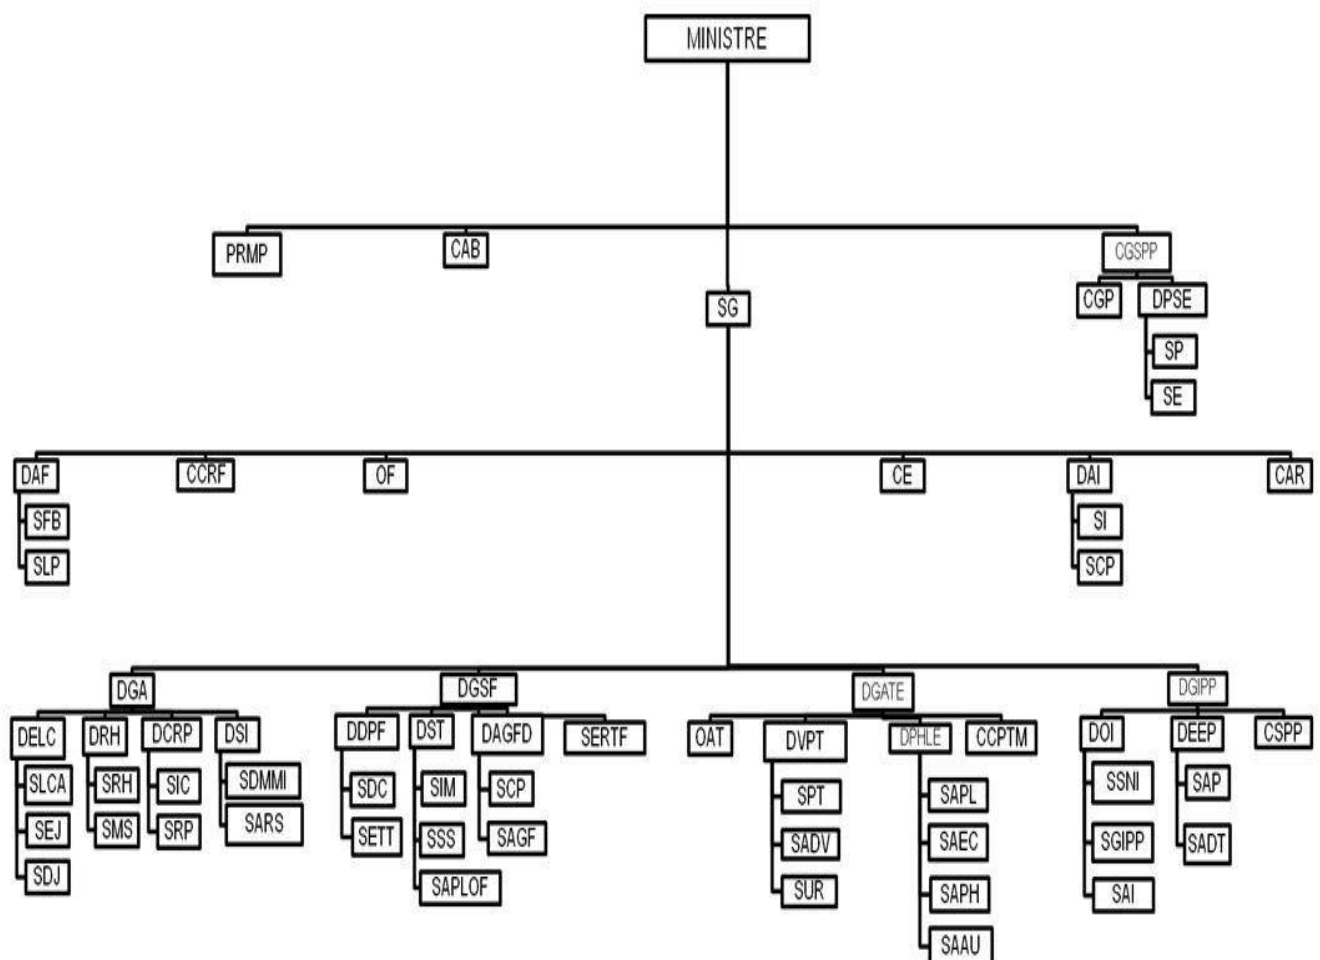 MINISTRE
PRMP CAB CGSPP
SG CGP DPSE
SP
SE
DAF CCRF OF CE DAI CAR
SFB SI
SLP SCP
DGA DGSF DGATE DGIPP
DELC DRH DCRP DSI DDPF DST DAGFD SERTF OAT DVPT DPHLE CCPTM DOI DEEP CSPP
SLCA SRH SIC SDMMI SDC SIM SCP SPT SAPL SSNI SAP
SEJ SMS SRP SARS SETT SSS SAGF SADV SAEC SGIPP SADT
SDJ SAPLOF SUR SAPH SAI
SAAU